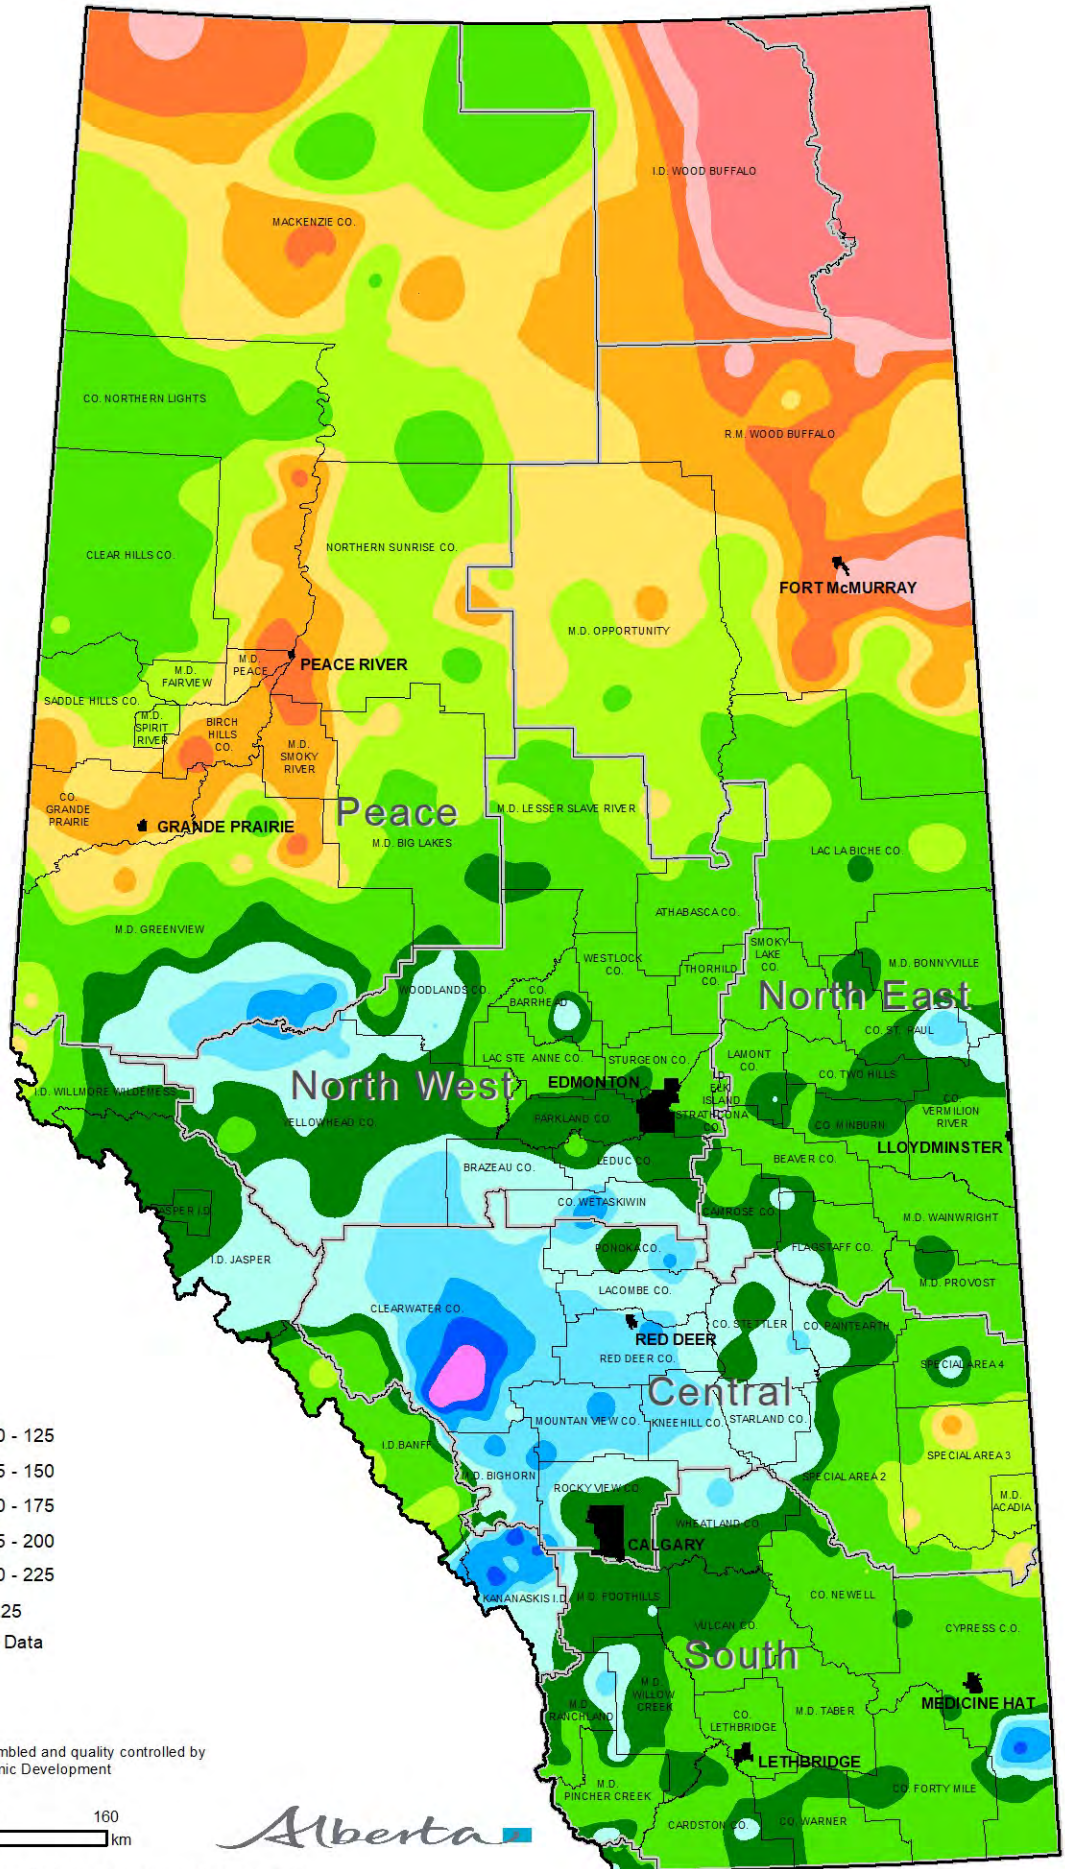 I.D. WOOD BUFFALO
MACKENZIE CO.
CO. NORTHERN LIGHTS
R.M. WOOD BUFFALO
CLEAR HILLS CO.
NORTHERN SUNRISE CO.
FORT McMURRAY
M.D. OPPORTUNITY
M.D.
PEACE
PEACE RIVER
M.D.
FAIRVIEW
SADDLE HILLS CO.
M.D.
SPIRIT
RIVER
BIRCH
HILLS
CO.
M.D.
SMOKY
RIVER
CO.
GRANDE
PRAIRIE
GRANDE PRAIRIE
Peace
M.D. BIG LAKES
M.D. LESSER SLAVE RIVER
LAC LA BICHE CO.
M.D. GREENVIEW
ATHABASCA CO.
WESTLOCK
CO.
THORHILD
CO.
SMOKY
LAKE
CO.
M.D. BONNYVILLE
WOODLANDS CO.
CO.
BARRHEAD
North East
CO. ST. PAUL
LAC STE ANNE CO.
STURGEON CO.
LAMONT
CO.
North West
EDMONTON
ELK
ISLAND
CO. TWO HILLS
I.D. WILLMORE WILDERNESS
YELLOWHEAD CO.
PARKLAND CO.
STRATHCONA
CO.
CO. MINBURN
CO.
VERMILION
RIVER
LLOYDMINSTER
BRAZEAU CO.
LEDUC CO.
BEAVER CO.
CO. WETASKIWIN
JASPER I.D.
CAMROSE CO.
M.D. WAINWRIGHT
I.D. JASPER
PONOKA CO.
FLAGSTAFF CO.
M.D. PROVOST
CLEARWATER CO.
LACOMBE CO.
CO. STETTLER
CO. PAINTEARTH
RED DEER
RED DEER CO.
SPECIAL AREA 4
Central
MOUNTAN VIEW CO.
KNEEHILL CO.
STARLAND CO.
I.D. BANFF
SPECIAL AREA 3
M.D. BIGHORN
SPECIAL AREA 2
ROCKY VIEW CO.
M.D.
ACADIA
WHEATLAND CO.
CALGARY
KANANASKIS I.D.
M.D. FOOTHILLS
CO. NEWELL
VULCAN CO.
CYPRESS C.O.
South
M.D.
RANCHLAND
M.D.
WILLOW
CREEK
CO.
LETHBRIDGE
M.D. TABER
MEDICINE HAT
LETHBRIDGE
M.D.
PINCHER CREEK
CO. FORTY MILE
CARDSTON CO.
CO. WARNER
0 - 125
5 - 150
0 - 175
5 - 200
0 - 225
25
Data
mbled and quality controlled by
mic Development
160
km
Alberta